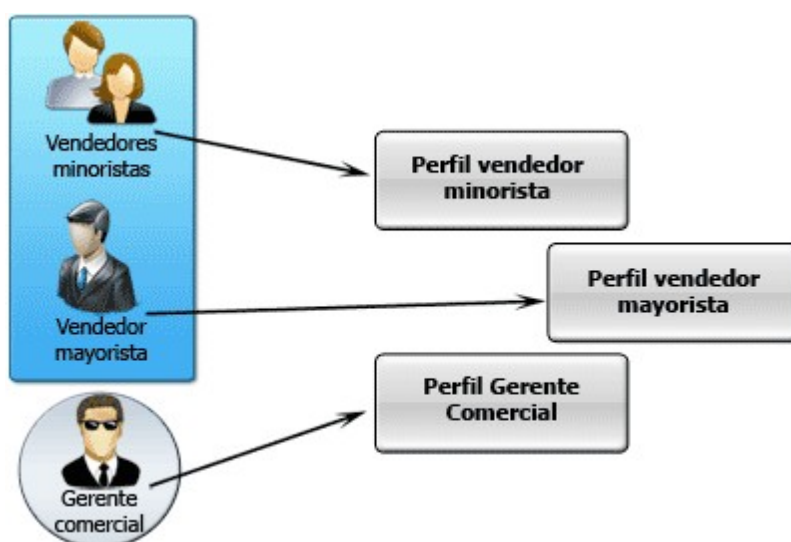 Vendedores
minoristas
Perfil vendedor
minorista
Vendedor
mayorista
Perfil vendedor
mayorista
Gerente
comercial
Perfil Gerente
Comercial